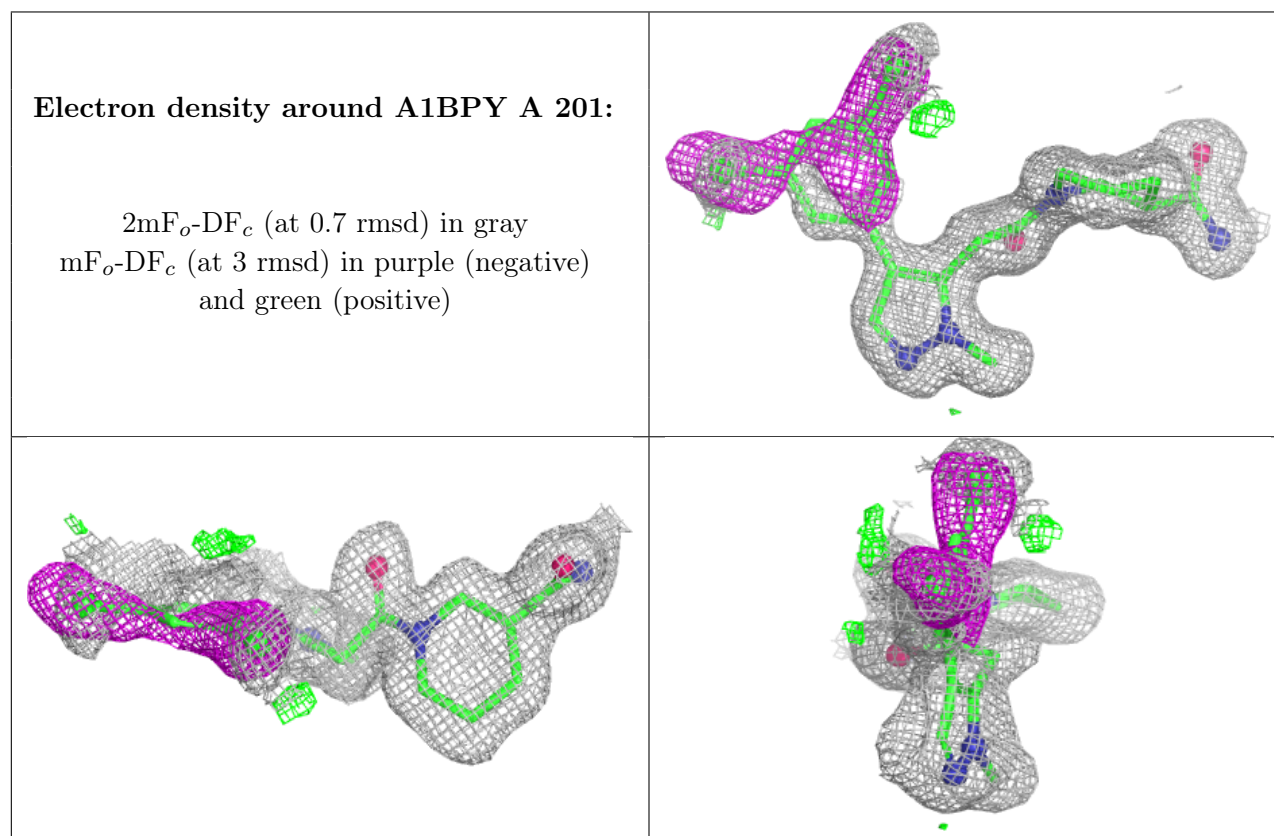 Electron density around A1BPY A 201:
2mFₒ-DF𝒸 (at 0.7 rmsd) in gray
mFₒ-DF𝒸 (at 3 rmsd) in purple (negative)
and green (positive)